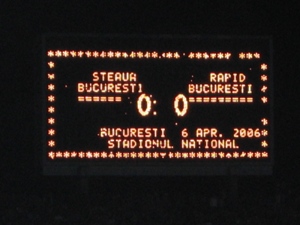 STEAUA RAPID
BUCURESTI BUCURESTI
0:0
BUCURESTI 6 APR. 2006
STADIONUL NATIONAL